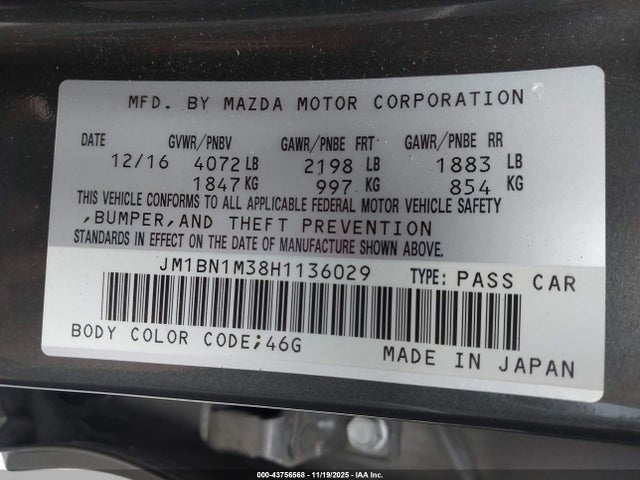 MFD. BY MAZDA MOTOR CORPORATION
DATE GVWR/PNBV GAWR/PNBE FRT GAWR/PNBE RR
12/16 4072 LB 2198 LB 1883 LB
1847 KG 997 KG 854 KG
THIS VEHICLE CONFORMS TO ALL APPLICABLE FEDERAL MOTOR VEHICLE SAFETY
,BUMPER,AND THEFT PREVENTION
STANDARDS IN EFFECT ON THE DATE OF MANUFACTURE SHOWN ABOVE.
JM1BN1M38H1136029 TYPE: PASS CAR
BODY COLOR CODE;46G MADE IN JAPAN
000-43756568 - 11/19/2025 - IAA Inc.